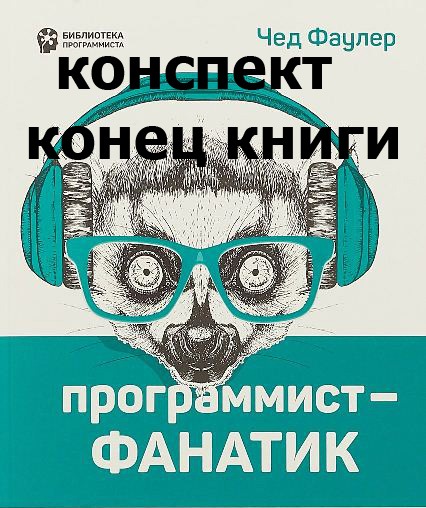 БИБЛИОТЕКА
ПРОГРАММИСТА
Чед Фаулер
конспект
конец книги
программист–
ФАНАТИК